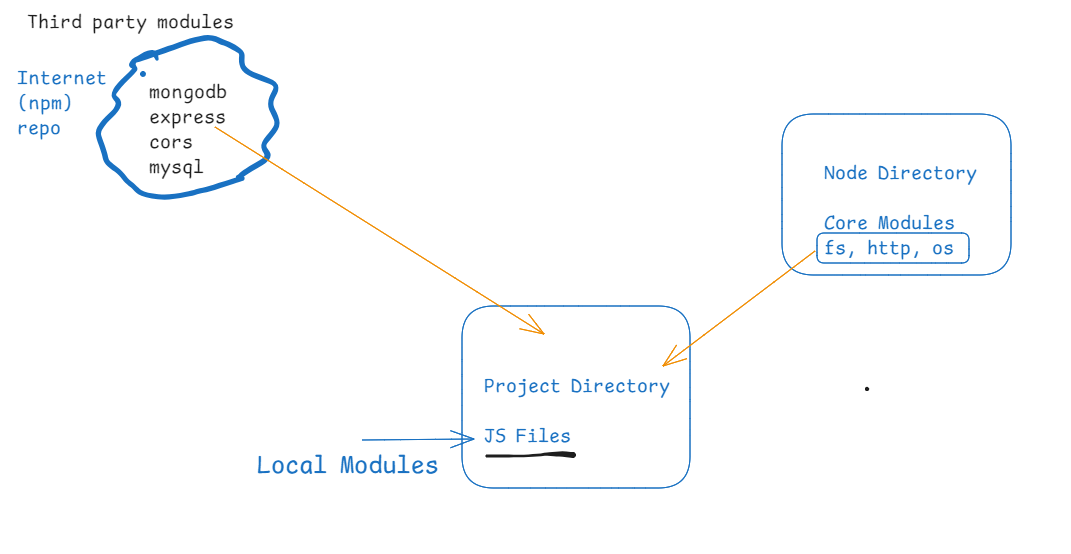 Third party modules
Internet
(npm)
repo
mongodb
express
cors
mysql
Node Directory
Core Modules
fs, http, os
Project Directory
JS Files
Local Modules